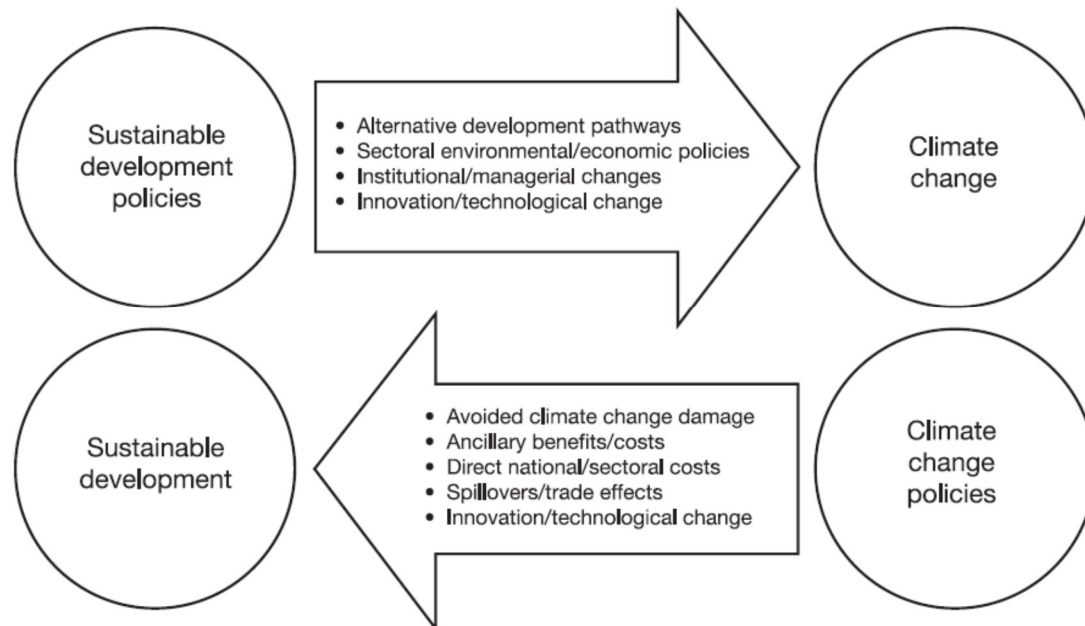 Sustainable
development
policies
• Alternative development pathways
• Sectoral environmental/economic policies
• Institutional/managerial changes
• Innovation/technological change
Climate
change
Sustainable
development
• Avoided climate change damage
• Ancillary benefits/costs
• Direct national/sectoral costs
• Spillovers/trade effects
• Innovation/technological change
Climate
change
policies